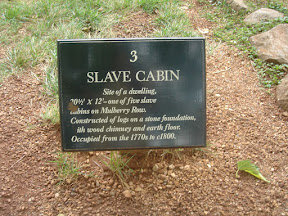 3
SLAVE CABIN
Site of a dwelling,
20½' X 12'-one of five slave
cabins on Mulberry Row.
Constructed of logs on a stone foundation,
ith wood chimney and earth floor.
Occupied from the 1770s to c1800.